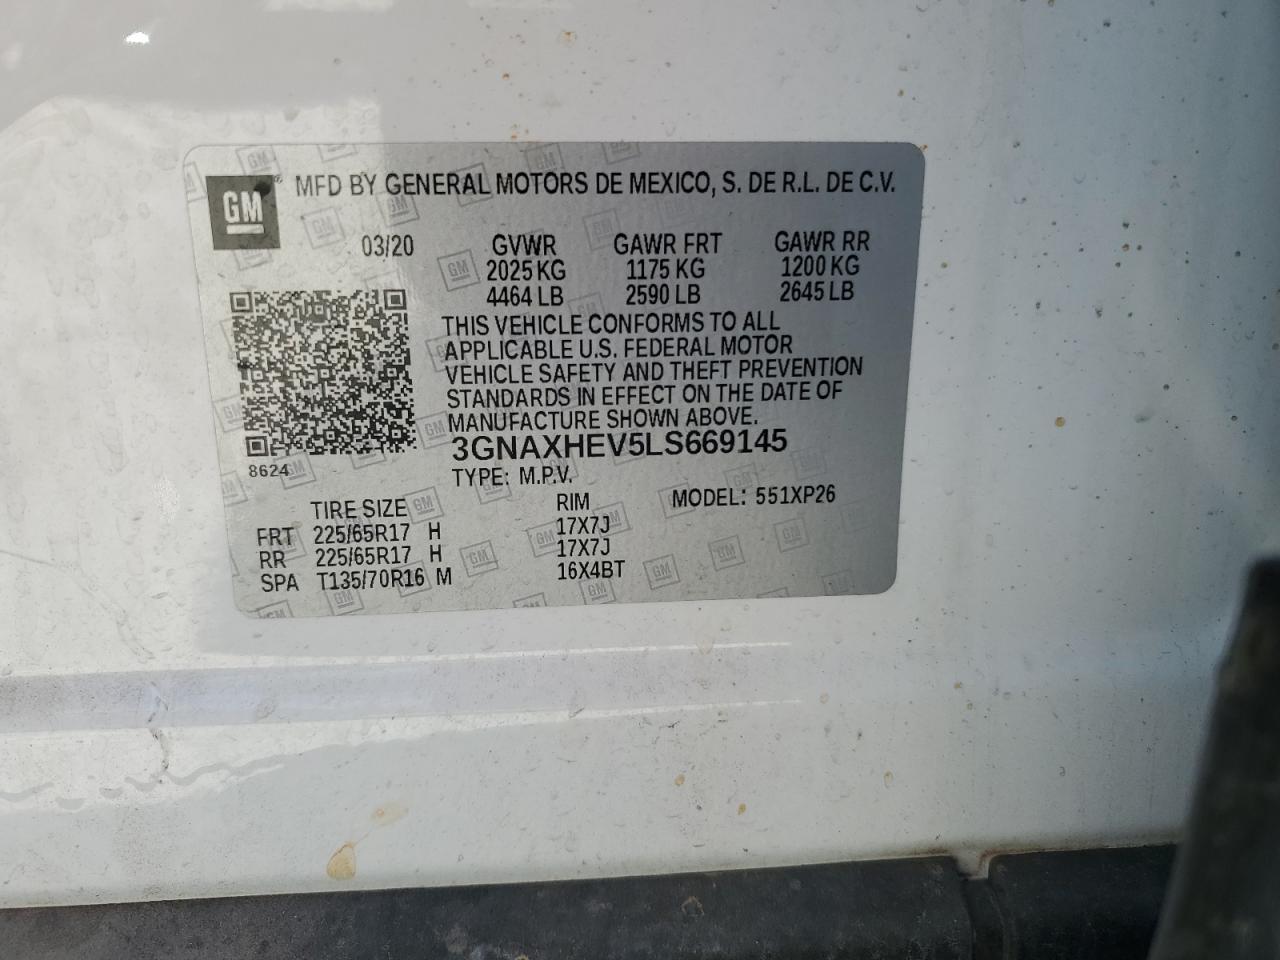 GM
MFD BY GENERAL MOTORS DE MEXICO, S. DE R.L. DE C.V.
03/20 GVWR GAWR FRT GAWR RR
2025 KG 1175 KG 1200 KG
4464 LB 2590 LB 2645 LB
THIS VEHICLE CONFORMS TO ALL
APPLICABLE U.S. FEDERAL MOTOR
VEHICLE SAFETY AND THEFT PREVENTION
STANDARDS IN EFFECT ON THE DATE OF
MANUFACTURE SHOWN ABOVE.
3GNAXHEV5LS669145
8624
TYPE: M.P.V.
TIRE SIZE RIM MODEL: 551XP26
FRT 225/65R17 H 17X7J
RR 225/65R17 H 17X7J
SPA T135/70R16 M 16X4BT